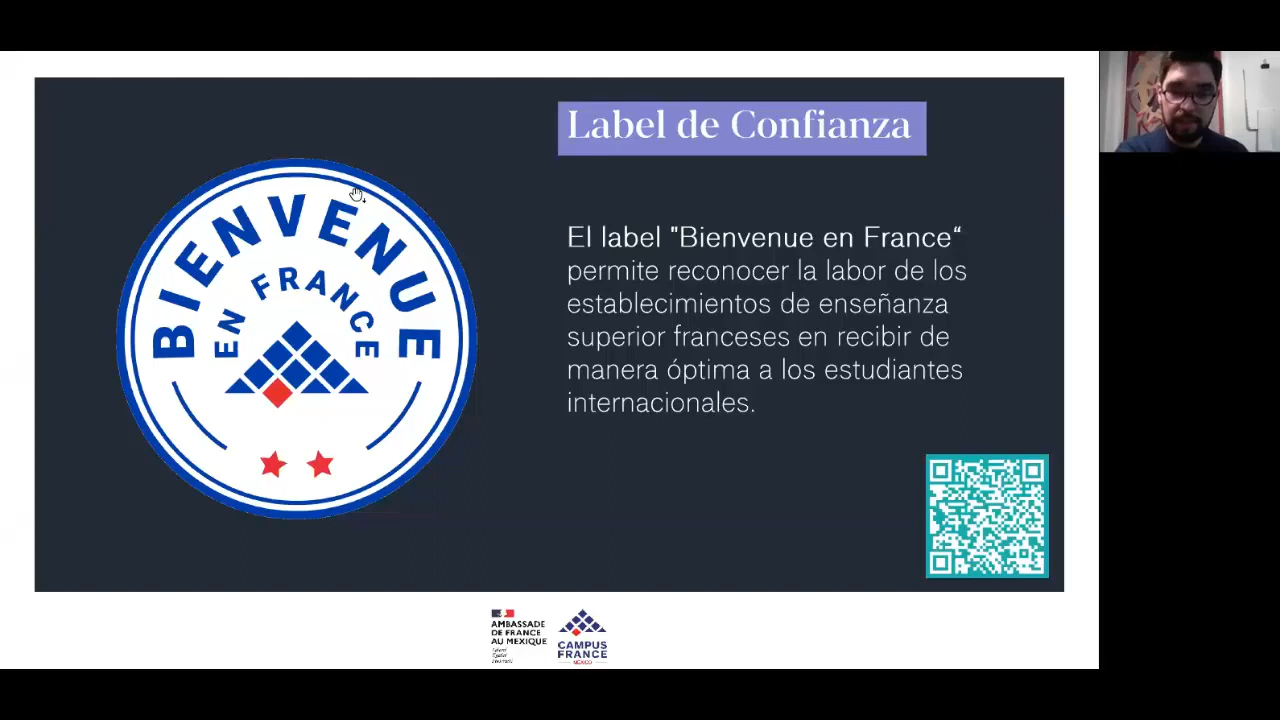 Label de Confianza
BIENVENUE
EN FRANCE
El label "Bienvenue en France“
permite reconocer la labor de los
establecimientos de enseñanza
superior franceses en recibir de
manera óptima a los estudiantes
internacionales.
AMBASSADE
DE FRANCE
AU MEXIQUE
CAMPUS
FRANCE
MÉXICO